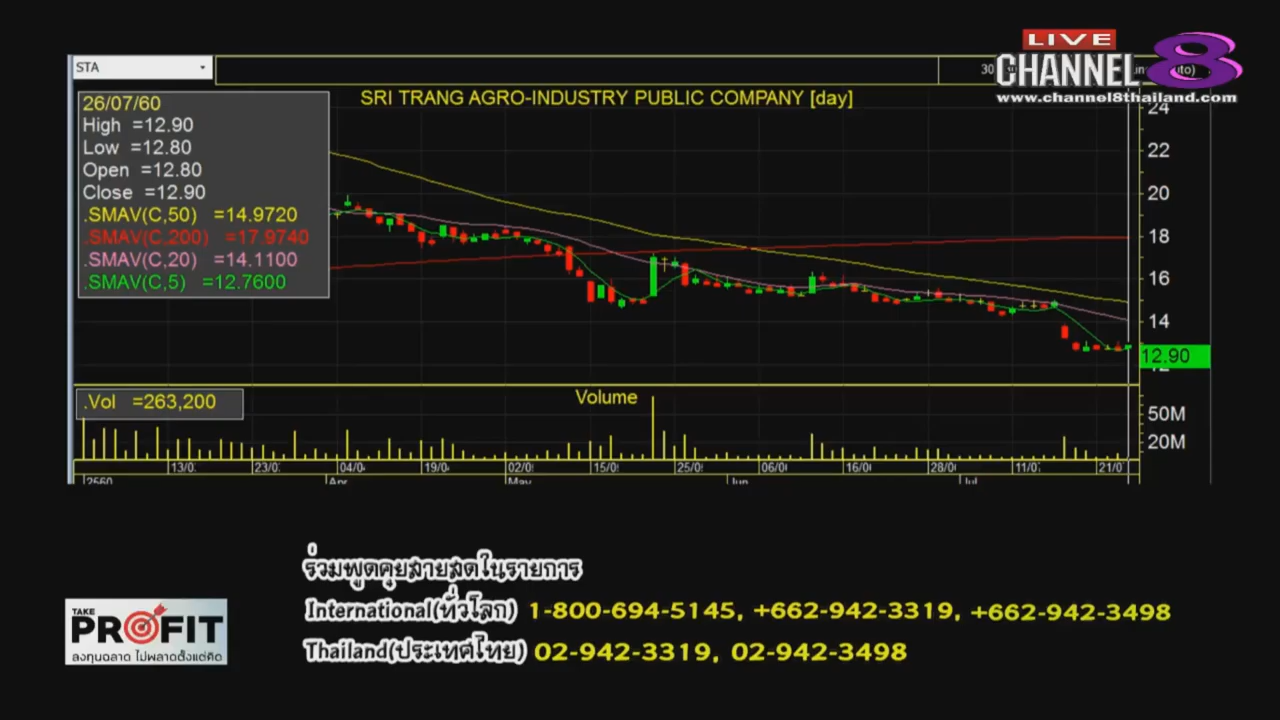 LIVE
CHANNEL 8
www.channel8thailand.com
STA
30
SRI TRANG AGRO-INDUSTRY PUBLIC COMPANY [day]
26/07/60
High =12.90
Low =12.80
Open =12.80
Close =12.90
.SMAV(C,50) =14.9720
.SMAV(C,200) =17.9740
.SMAV(C,20) =14.1100
.SMAV(C,5) =12.7600
24
22
20
18
16
14
12.90
12
.Vol =263,200
Volume
50M
20M
13/0 23/0 04/0 19/0 02/0 15/0 25/0 06/0 16/0 28/0 11/0 21/0
2560 Apr May Jun Jul
ร่วมพูดคุยสายสดในรายการ
International(ทั่วโลก) 1-800-694-5145, +662-942-3319, +662-942-3498
Thailand(ประเทศไทย) 02-942-3319, 02-942-3498
TAKE
PROFIT
ลงทุนฉลาด ไม่พลาดตั้งแต่คิด